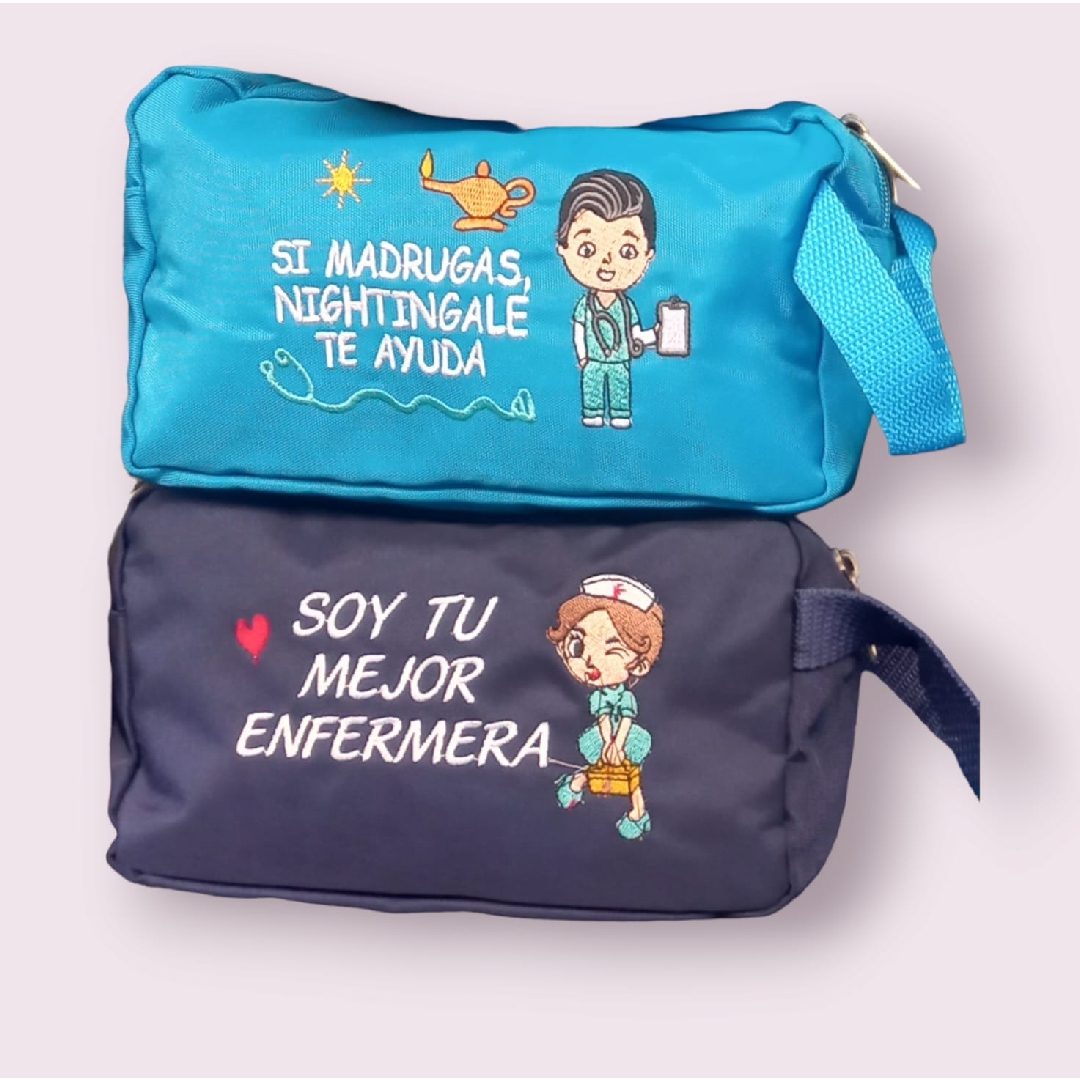 SI MADRUGAS,
NIGHTINGALE
TE AYUDA
SOY TU
MEJOR
ENFERMERA